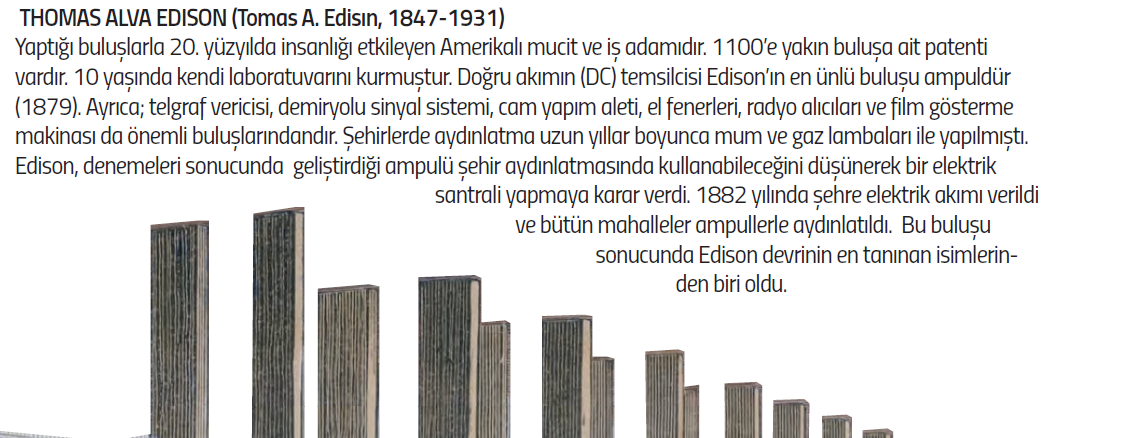 THOMAS ALVA EDISON (Tomas A. Edisın, 1847-1931)
Yaptığı buluşlarla 20. yüzyılda insanlığı etkileyen Amerikalı mucit ve iş adamıdır. 1100’e yakın buluşa ait patenti
vardır. 10 yaşında kendi laboratuvarını kurmuştur. Doğru akımın (DC) temsilcisi Edison’ın en ünlü buluşu ampuldür
(1879). Ayrıca; telgraf vericisi, demiryolu sinyal sistemi, cam yapım aleti, el fenerleri, radyo alıcıları ve film gösterme
makinası da önemli buluşlarındandır. Şehirlerde aydınlatma uzun yıllar boyunca mum ve gaz lambaları ile yapılmıştı.
Edison, denemeleri sonucunda geliştirdiği ampulü şehir aydınlatmasında kullanabileceğini düşünerek bir elektrik
santrali yapmaya karar verdi. 1882 yılında şehre elektrik akımı verildi
ve bütün mahalleler ampullerle aydınlatıldı. Bu buluşu
sonucunda Edison devrinin en tanınan isimlerin-
den biri oldu.